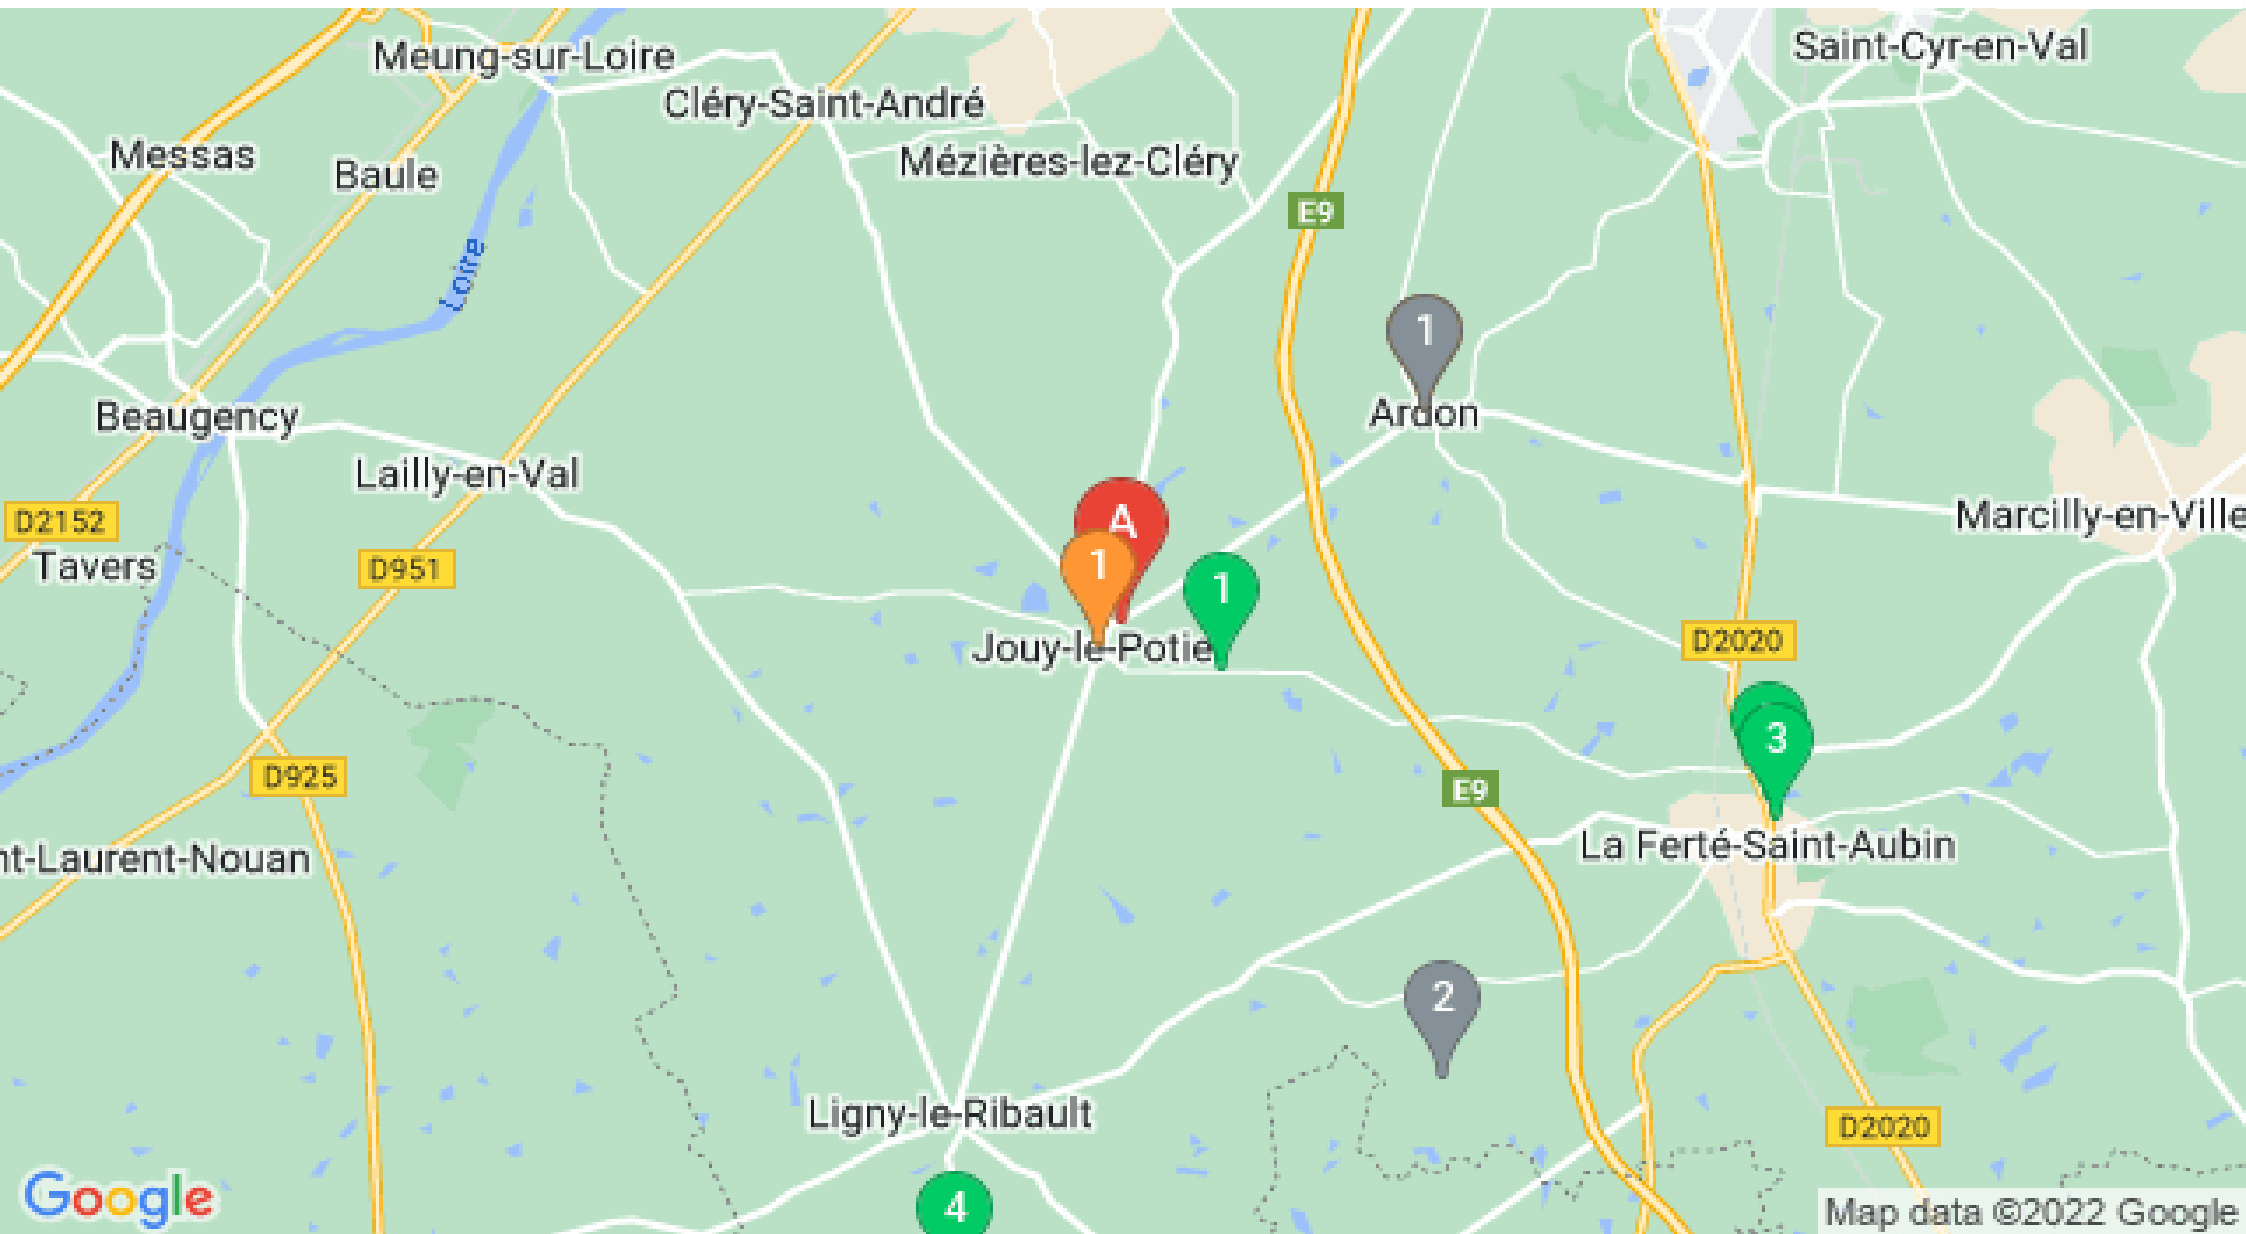 Meung-sur-Loire
Saint-Cyr-en-Val
Cléry-Saint-André
Messas
Baule
Mézières-lez-Cléry
E9
Loire
1
Ardon
Beaugency
Lailly-en-Val
D2152
A
Marcilly-en-Ville
Tavers
D951
1
1
Jouy-le-Potie
D2020
3
D925
E9
La Ferté-Saint-Aubin
nt-Laurent-Nouan
2
Ligny-le-Ribault
D2020
Google
4
Map data ©2022 Google